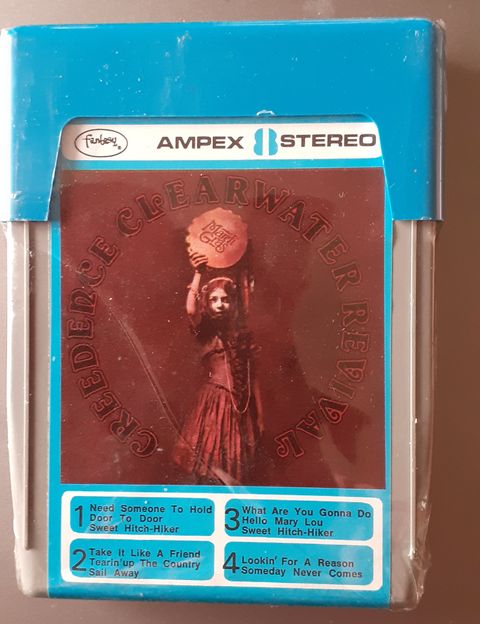 fantasy
AMPEX 8 STEREO
CREEDENCE CLEARWATER REVIVAL
Mardi
Gras
1
Need Someone To Hold
Door To Door
Sweet Hitch-Hiker
2
Take It Like A Friend
Tearin'up The Country
Sail Away
3
What Are You Gonna Do
Hello Mary Lou
Sweet Hitch-Hiker
4
Lookin' For A Reason
Someday Never Comes